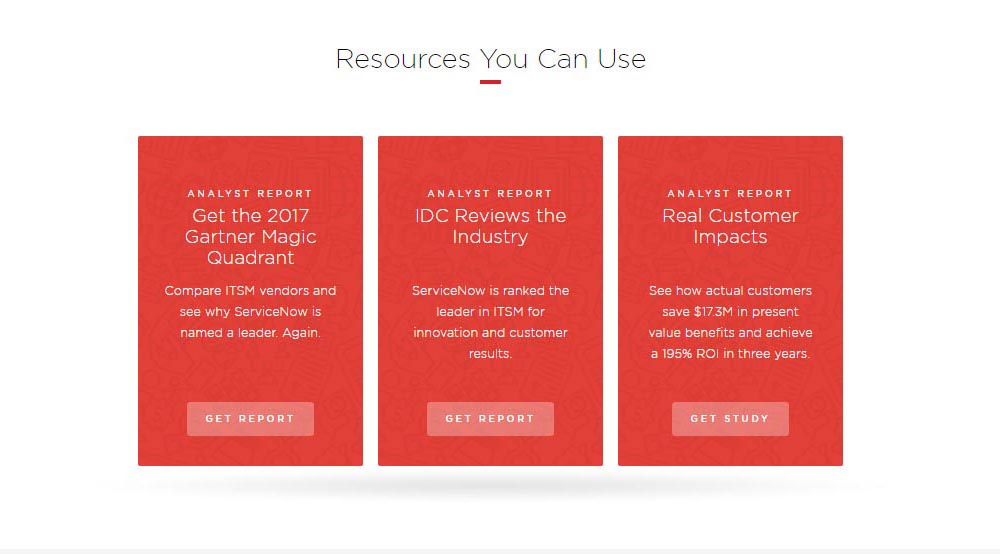 Resources You Can Use
ANALYST REPORT
Get the 2017
Gartner Magic
Quadrant
Compare ITSM vendors and
see why ServiceNow is
named a leader. Again.
GET REPORT
ANALYST REPORT
IDC Reviews the
Industry
ServiceNow is ranked the
leader in ITSM for
innovation and customer
results.
GET REPORT
ANALYST REPORT
Real Customer
Impacts
See how actual customers
save $17.3M in present
value benefits and achieve
a 195% ROI in three years.
GET STUDY